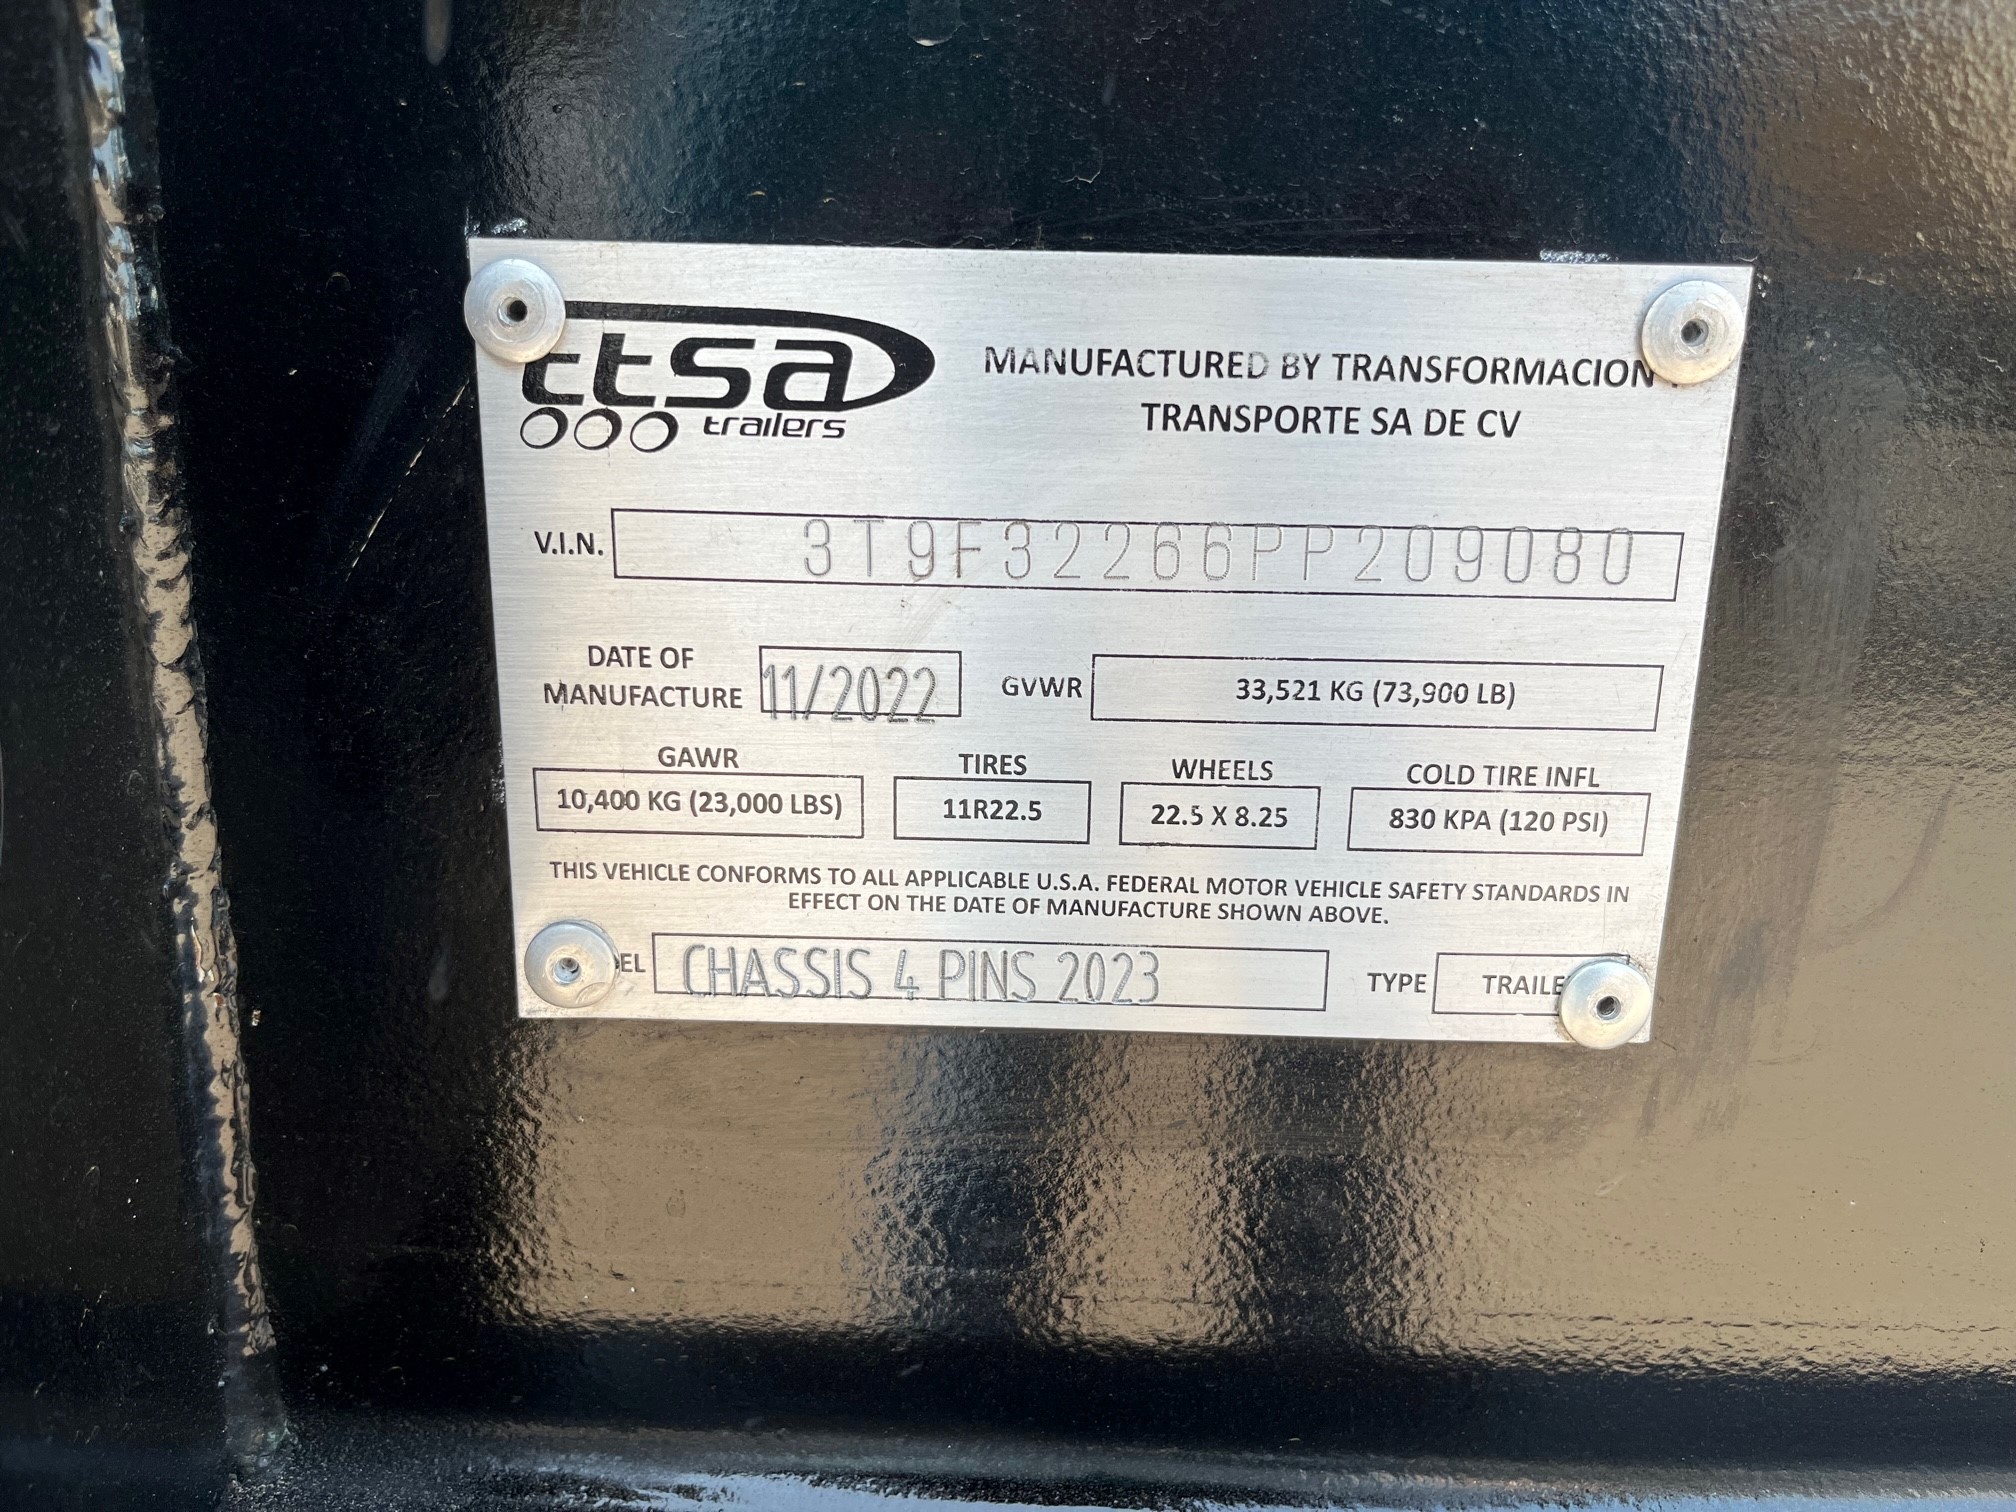 ttsa
trailers
MANUFACTURED BY TRANSFORMACION
TRANSPORTE SA DE CV
V.I.N. 3T9F32266PP209080
DATE OF
MANUFACTURE 11/2022 GVWR 33,521 KG (73,900 LB)
GAWR TIRES WHEELS COLD TIRE INFL
10,400 KG (23,000 LBS) 11R22.5 22.5 X 8.25 830 KPA (120 PSI)
THIS VEHICLE CONFORMS TO ALL APPLICABLE U.S.A. FEDERAL MOTOR VEHICLE SAFETY STANDARDS IN
EFFECT ON THE DATE OF MANUFACTURE SHOWN ABOVE.
EL CHASSIS 4 PINS 2023 TYPE TRAILE